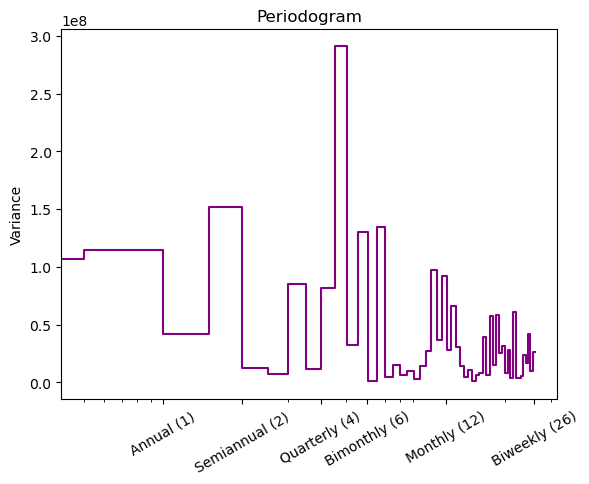 Periodogram
1e8
3.0
2.5
2.0
1.5
1.0
0.5
0.0
Variance
Annual (1)
Semiannual (2)
Quarterly (4)
Bimonthly (6)
Monthly (12)
Biweekly (26)